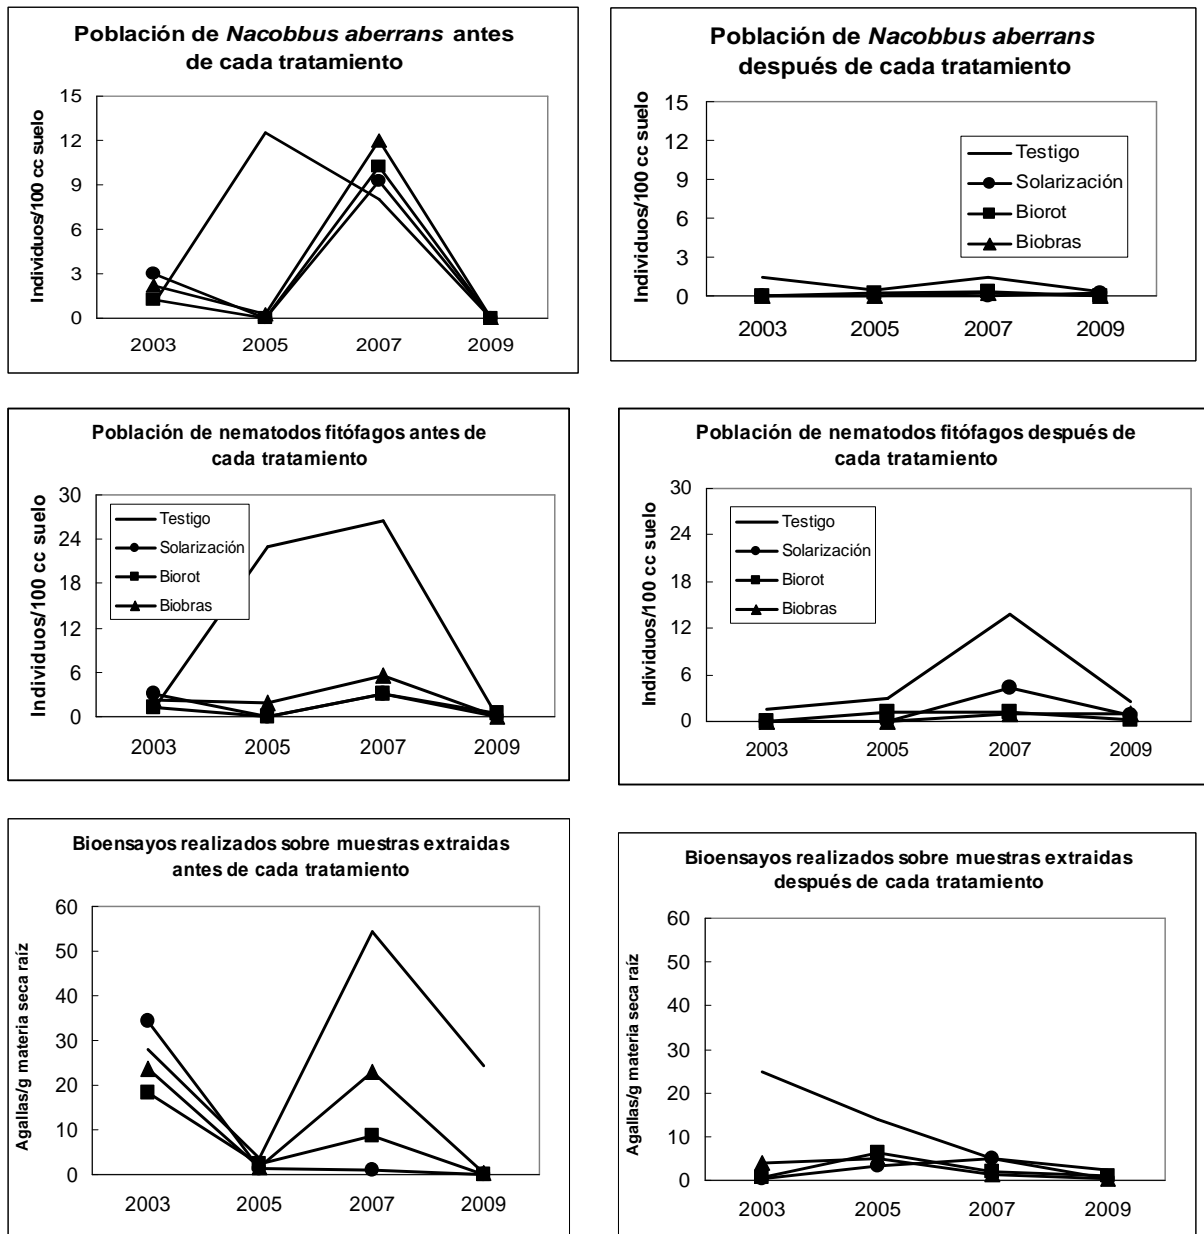 Población de Nacobbus aberrans antes
de cada tratamiento
Individuos/100 cc suelo
15
12
9
6
3
0
2003 2005 2007 2009
Población de Nacobbus aberrans
después de cada tratamiento
Individuos/100 cc suelo
15
12
9
6
3
0
Testigo
Solarización
Biorot
Biobras
2003 2005 2007 2009
Población de nematodos fitófagos antes de
cada tratamiento
Individuos/100 cc suelo
30
24
18
12
6
0
Testigo
Solarización
Biorot
Biobras
2003 2005 2007 2009
Población de nematodos fitófagos después de
cada tratamiento
Individuos/100 cc suelo
30
24
18
12
6
0
Testigo
Solarización
Biorot
Biobras
2003 2005 2007 2009
Bioensayos realizados sobre muestras extraidas
antes de cada tratamiento
Agallas/g materia seca raíz
60
50
40
30
20
10
0
2003 2005 2007 2009
Bioensayos realizados sobre muestras extraidas
después de cada tratamiento
Agallas/g materia seca raíz
60
50
40
30
20
10
0
2003 2005 2007 2009